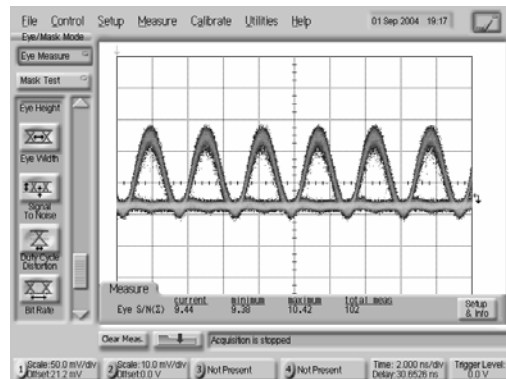 File Control Setup Measure Calibrate Utilities Help 01 Sep 2004 19:17
Eye/Mask Mode
Eye Measure
Mask Test
Eye Height
Eye Width
Signal
To Noise
Duty Cycle
Distortion
Bit Rate
Measure
current minimum maximum total meas
Eye S/N(Σ) 9.44 9.38 10.42 102
Setup
& Info
Clear Meas. Acquisition is stopped
1 Scale:50.0 mV/div
Offset:21.2 mV
2 Scale:10.0 mV/div
Offset:0.0 V
3 Not Present
4 Not Present
Time: 2.000 ns/div
Delay:30.6526 ns
Trigger Level:
0.0 V